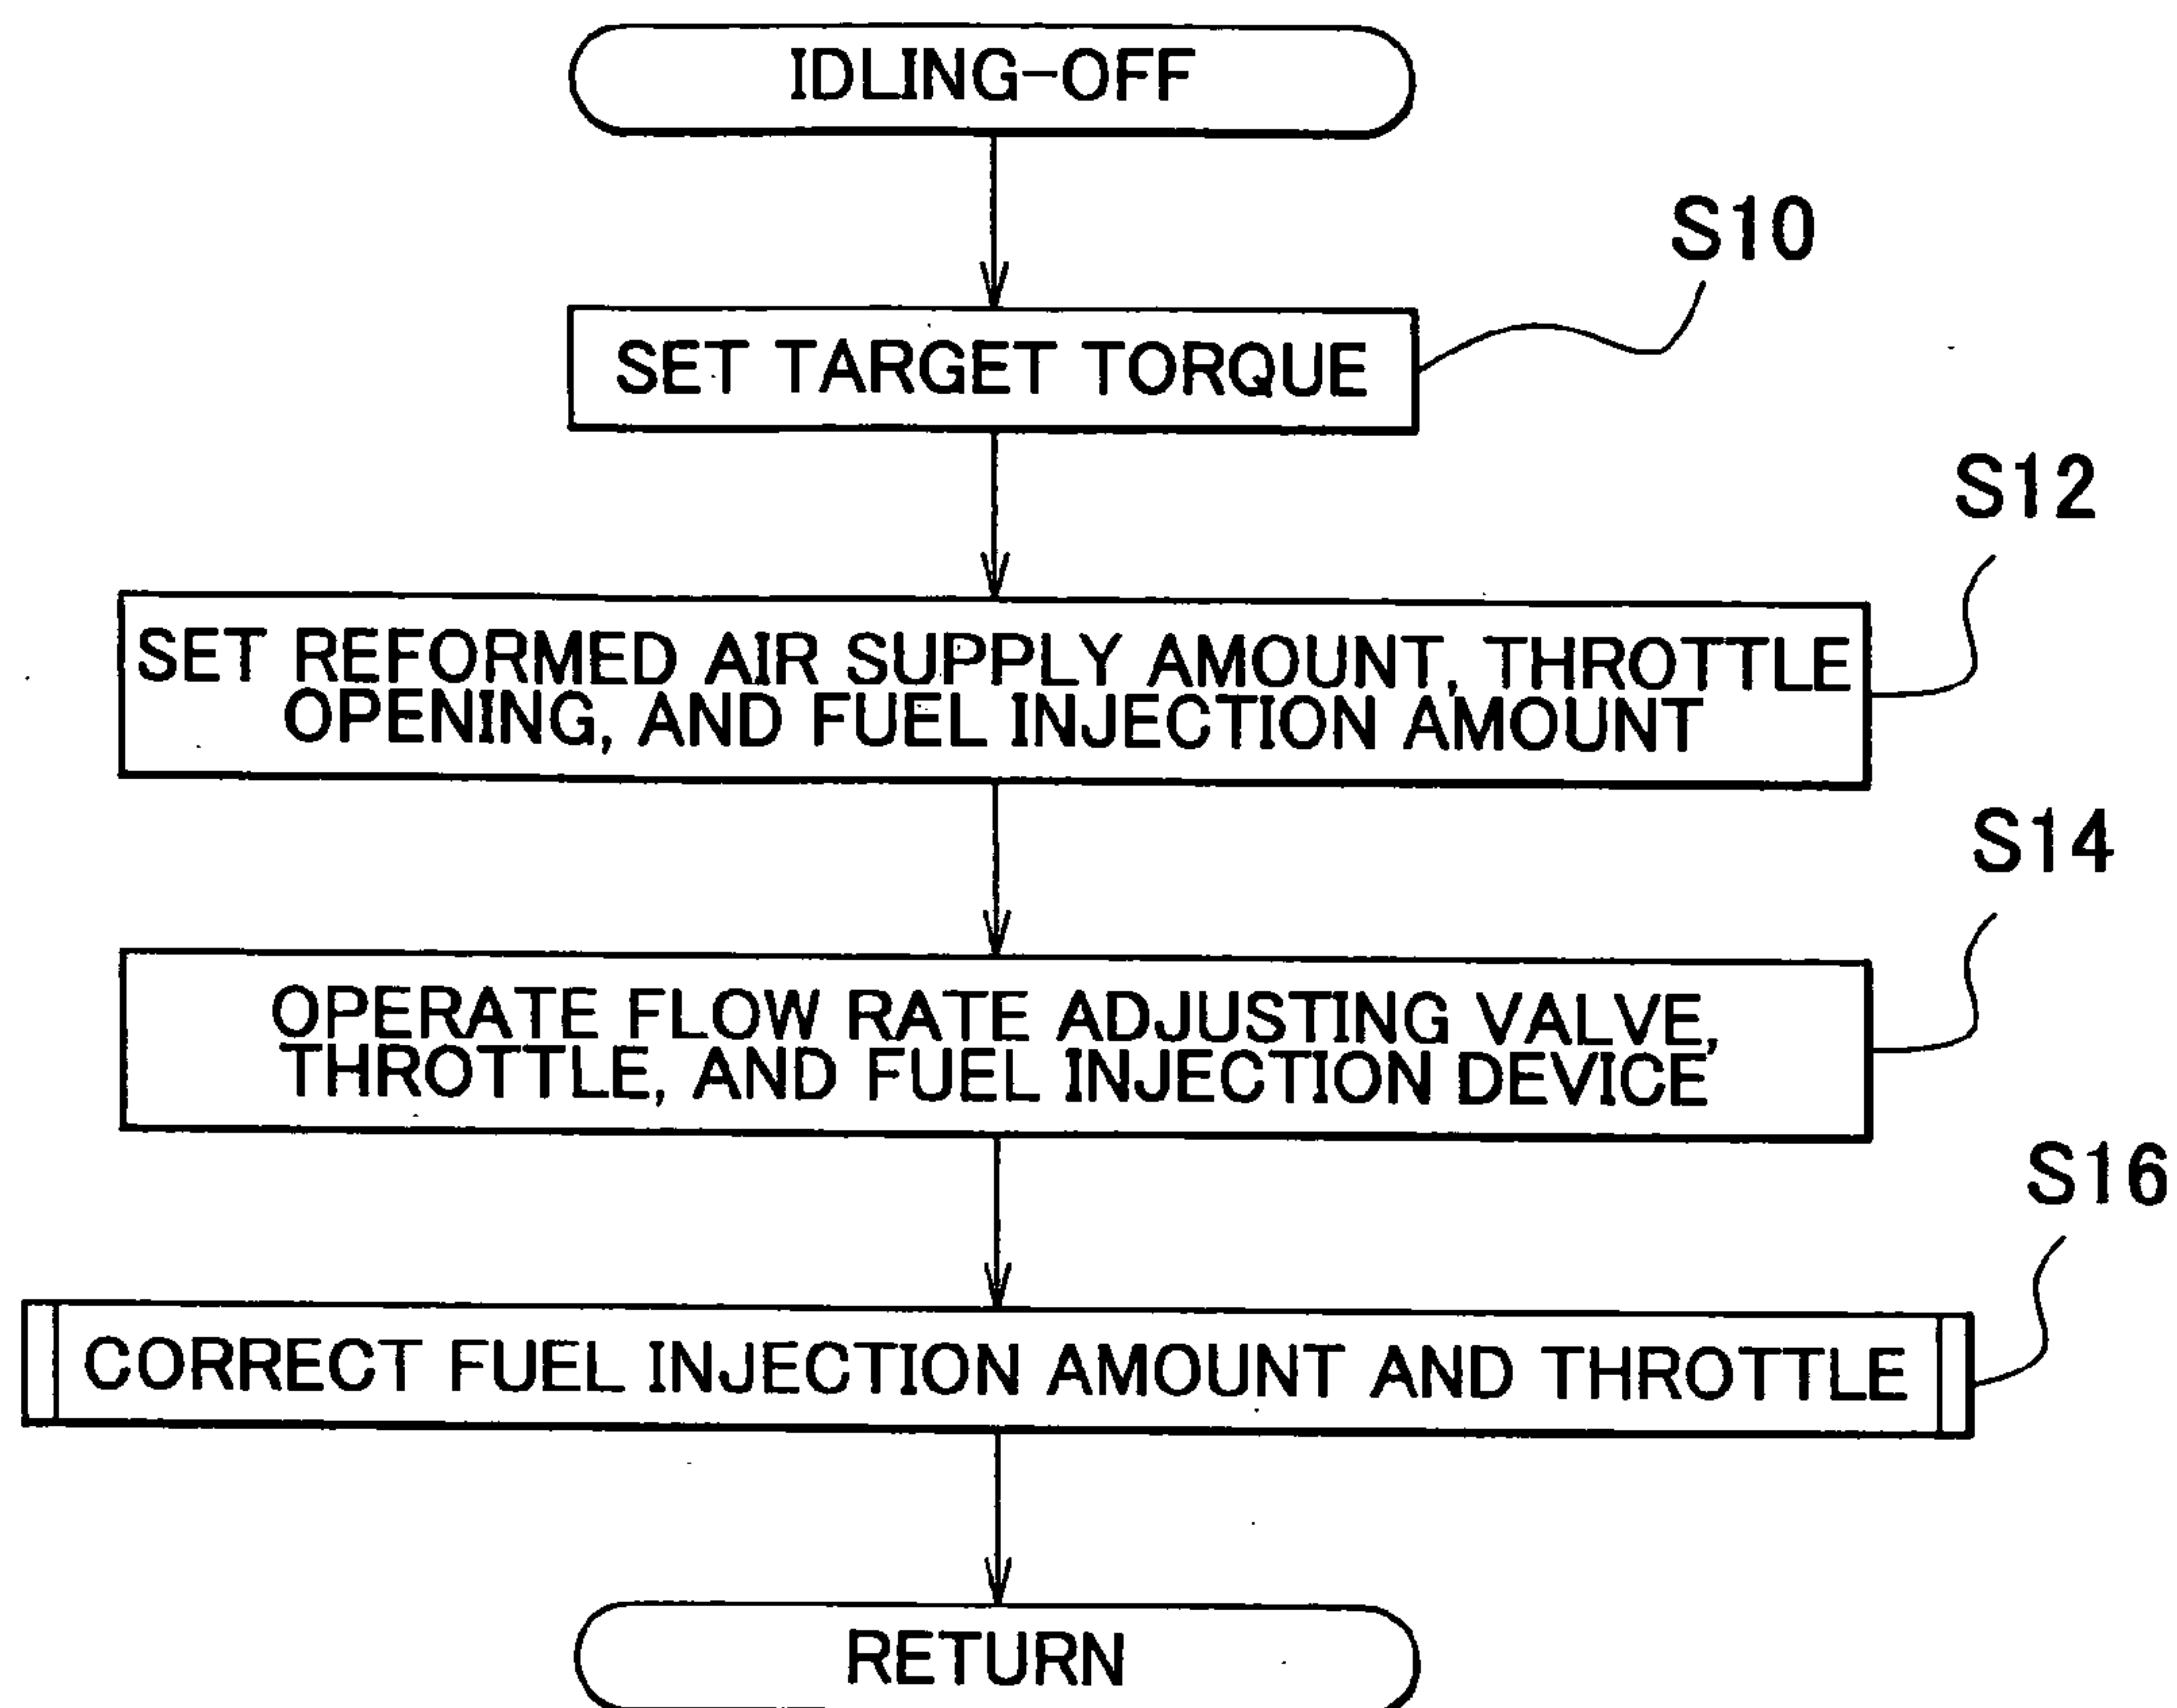 IDLING-OFF
S10
SET TARGET TORQUE
S12
SET REFORMED AIR SUPPLY AMOUNT, THROTTLE
OPENING, AND FUEL INJECTION AMOUNT
S14
OPERATE FLOW RATE ADJUSTING VALVE,
THROTTLE, AND FUEL INJECTION DEVICE
S16
CORRECT FUEL INJECTION AMOUNT AND THROTTLE
RETURN